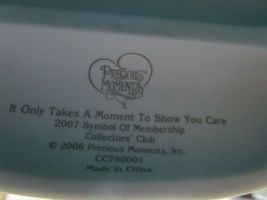 PRECIOUS
MOMENTS
It Only Takes A Moment To Show You Care
2007 Symbol Of Membership
Collectors' Club
© 2006 Precious Moments, Inc.
CC790001
Made in China